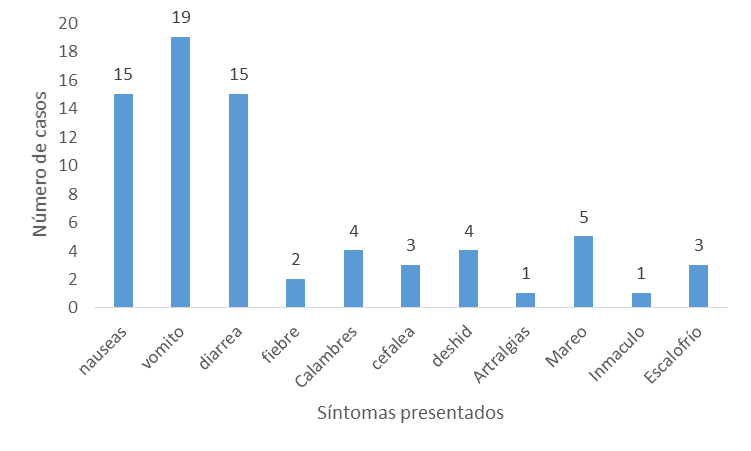 Número de casos
20
18
16
14
12
10
8
6
4
2
0
15
19
15
2
4
3
4
1
5
1
3
nauseas
vomito
diarrea
fiebre
Calambres
cefalea
deshid
Artralgias
Mareo
Inmaculo
Escalofrío
Síntomas presentados